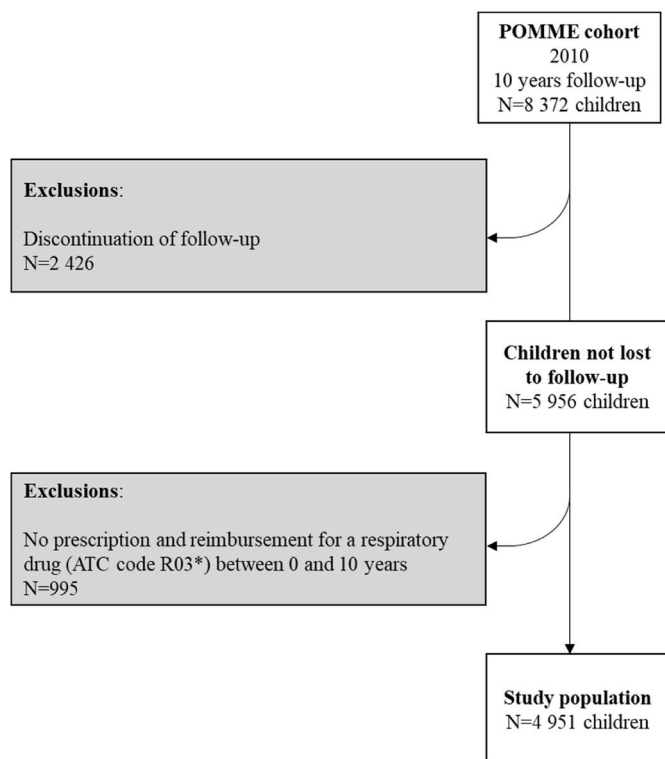 POMME cohort
2010
10 years follow-up
N=8 372 children
Exclusions:
Discontinuation of follow-up
N=2 426
Children not lost
to follow-up
N=5 956 children
Exclusions:
No prescription and reimbursement for a respiratory
drug (ATC code R03*) between 0 and 10 years
N=995
Study population
N=4 951 children